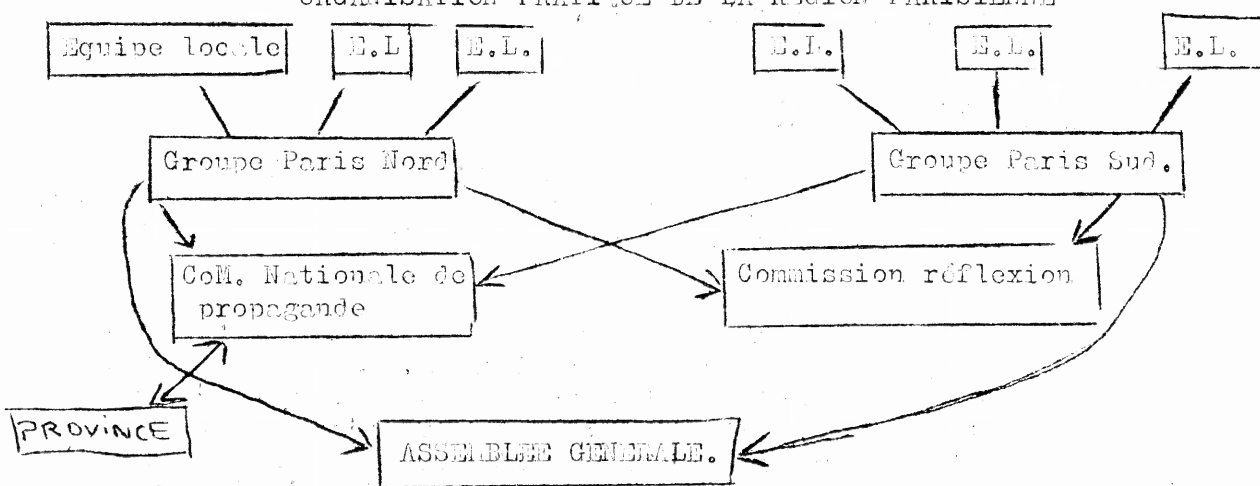 ORGANISATION PRATIQUE DE LA REGION PARISIENNE
Equipe locale E.L E.L. E.L. E.L. E.L.
Groupe Paris Nord Groupe Paris Sud.
CoM. Nationale de
propagande
Commission réflexion
PROVINCE
ASSEMBLEE GENERALE.